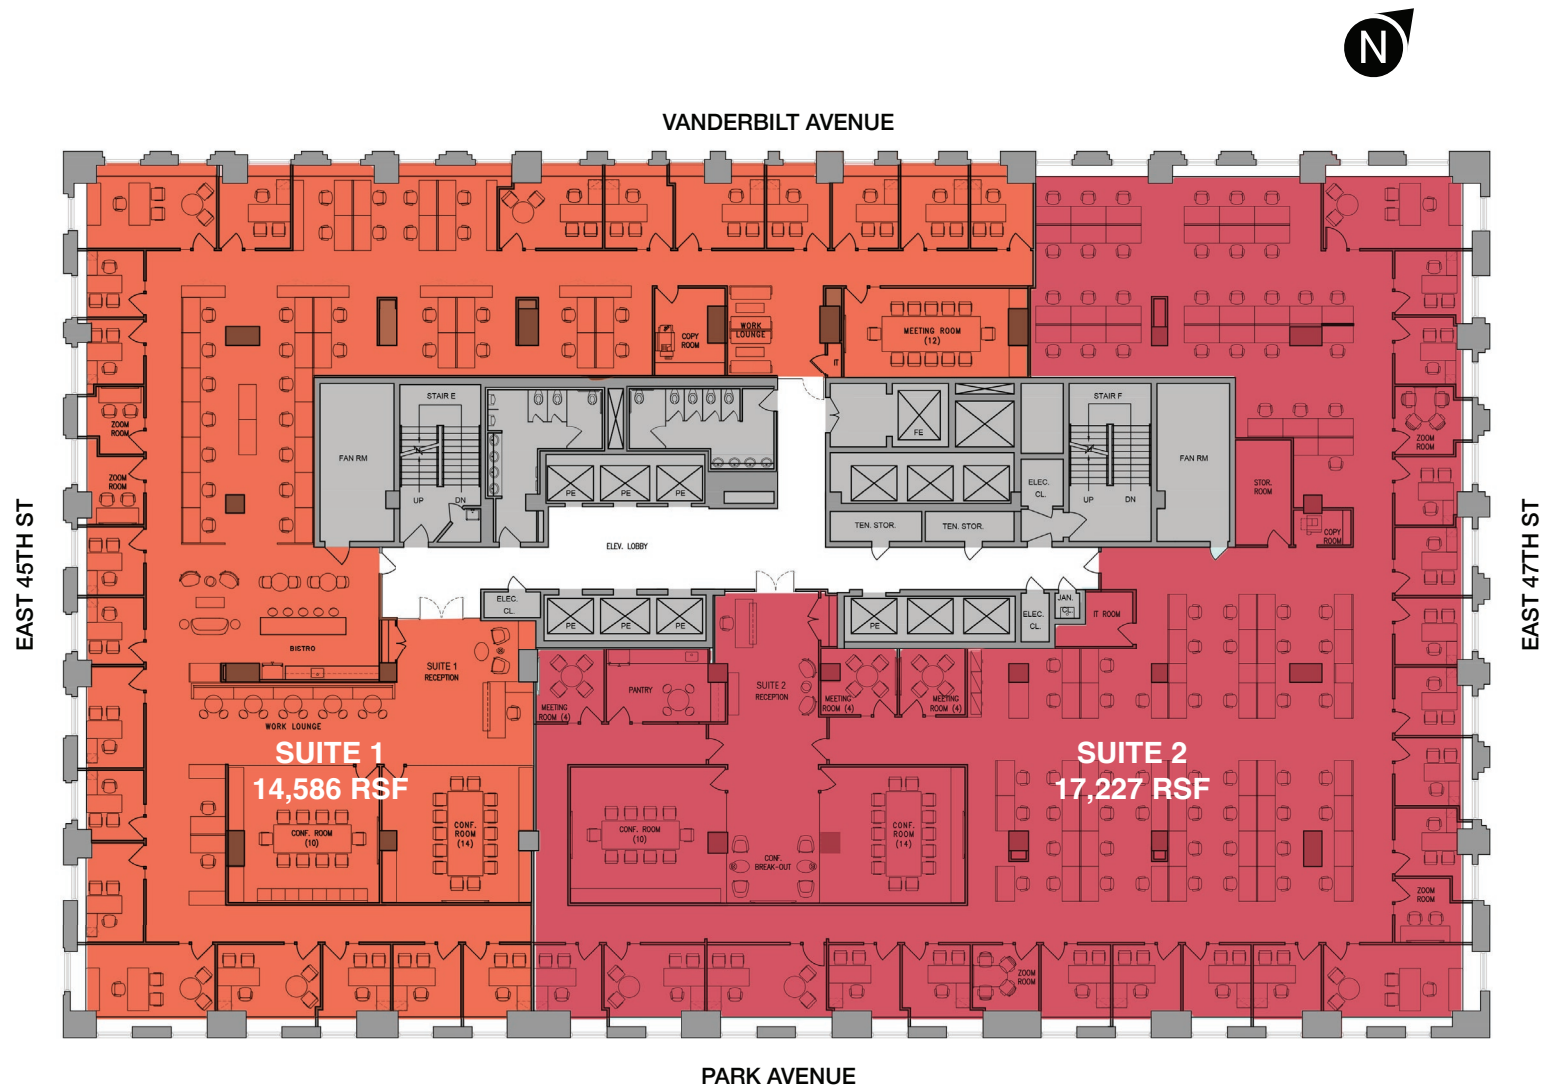 N
VANDERBILT AVENUE
COPY
ROOM
WORK
LOUNGE
IT
MEETING ROOM
(12)
STAIR E
FE
STAIR F
ZOOM
ROOM
ZOOM
ROOM
FAN RM
FAN RM
ZOOM
ROOM
ZOOM
ROOM
UP
DN
PE
PE
PE
ELEC.
CL.
UP
DN
STOR.
ROOM
TEN. STOR.
TEN. STOR.
COPY
ROOM
EAST 45TH ST
EAST 47TH ST
ELEV. LOBBY
ELEC.
CL.
PE
PE
PE
PE
ELEC.
CL.
JAN.
CL.
IT ROOM
BISTRO
SUITE 1
RECEPTION
PANTRY
SUITE 2
RECEPTION
MEETING
ROOM (4)
MEETING
ROOM (4)
MEETING
ROOM (4)
WORK LOUNGE
SUITE 1
14,586 RSF
SUITE 2
17,227 RSF
CONF. ROOM
(10)
CONF.
ROOM
(14)
CONF. ROOM
(10)
CONF.
BREAK-OUT
CONF.
ROOM
(14)
ZOOM
ROOM
PARK AVENUE